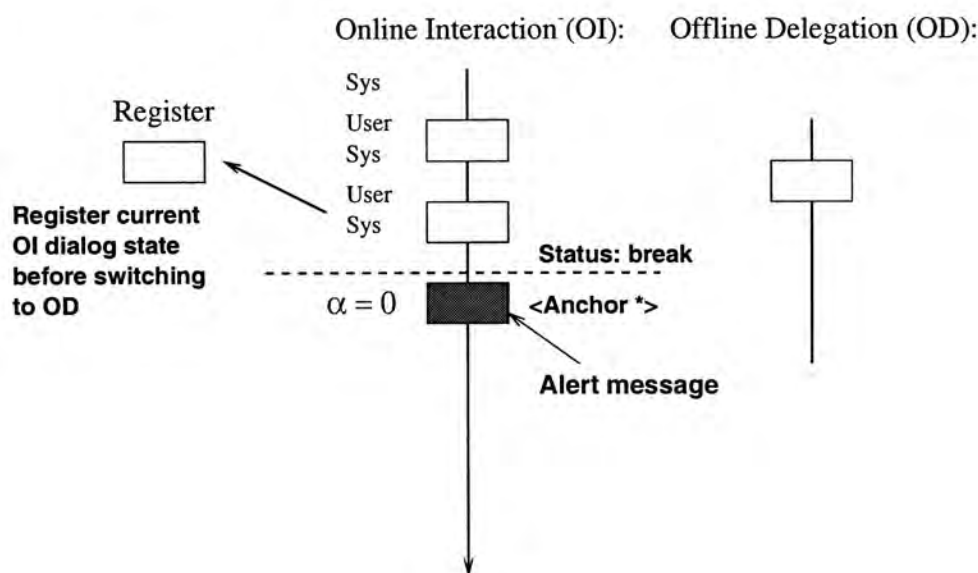 Online Interaction (OI):
Offline Delegation (OD):
Sys
Register
User
Sys
User
Sys
Register current
OI dialog state
before switching
to OD
Status: break
α = 0
<Anchor *>
Alert message